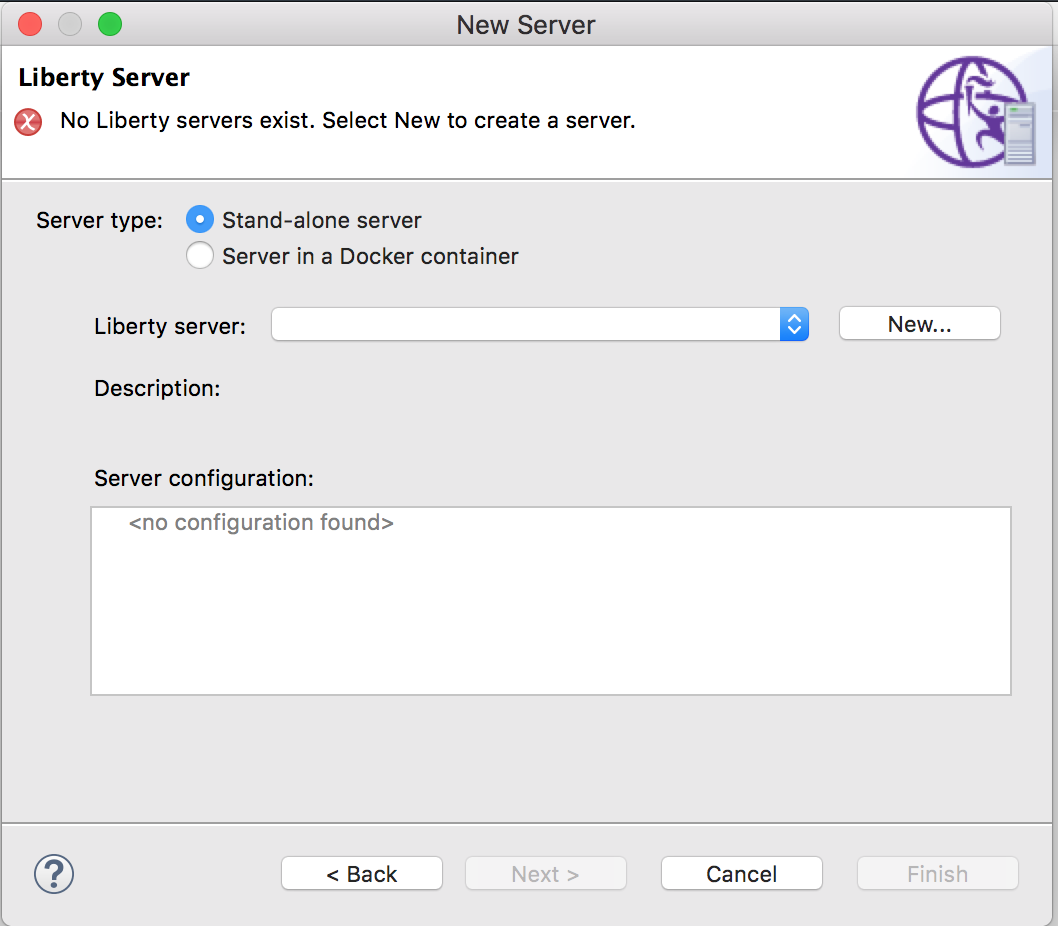 New Server
Liberty Server
No Liberty servers exist. Select New to create a server.
Server type:
Stand-alone server
Server in a Docker container
Liberty server:
New...
Description:
Server configuration:
<no configuration found>
?
< Back
Next >
Cancel
Finish